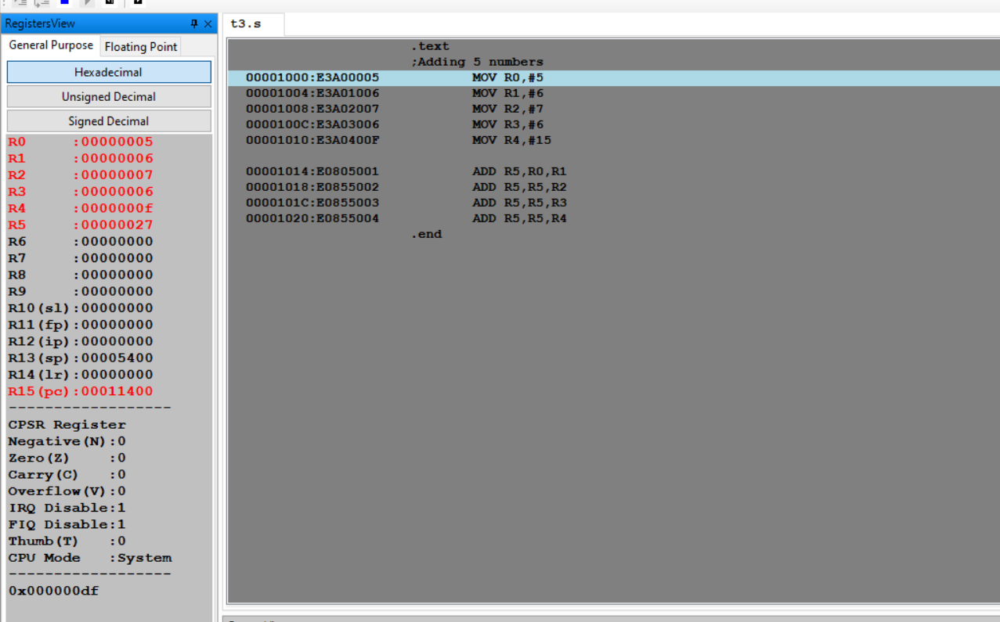 RegistersView
General Purpose Floating Point
Hexadecimal
Unsigned Decimal
Signed Decimal
R0 :00000005
R1 :00000006
R2 :00000007
R3 :00000006
R4 :0000000f
R5 :00000027
R6 :00000000
R7 :00000000
R8 :00000000
R9 :00000000
R10(sl):00000000
R11(fp):00000000
R12(ip):00000000
R13(sp):00005400
R14(lr):00000000
R15(pc):00011400
------------------
CPSR Register
Negative(N):0
Zero(Z) :0
Carry(C) :0
Overflow(V):0
IRQ Disable:1
FIQ Disable:1
Thumb(T) :0
CPU Mode :System
------------------
0x000000df
t3.s
.text
;Adding 5 numbers
00001000:E3A00005 MOV R0,#5
00001004:E3A01006 MOV R1,#6
00001008:E3A02007 MOV R2,#7
0000100C:E3A03006 MOV R3,#6
00001010:E3A0400F MOV R4,#15
00001014:E0805001 ADD R5,R0,R1
00001018:E0855002 ADD R5,R5,R2
0000101C:E0855003 ADD R5,R5,R3
00001020:E0855004 ADD R5,R5,R4
.end